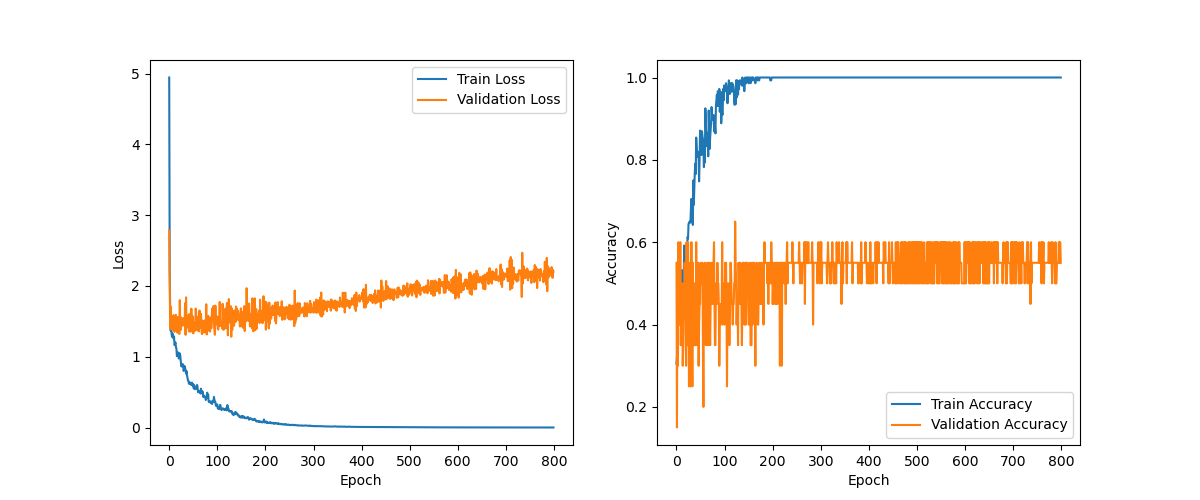 5
4
3
2
1
0
Loss
0 100 200 300 400 500 600 700 800
Epoch
Train Loss
Validation Loss
1.0
0.8
0.6
0.4
0.2
Accuracy
0 100 200 300 400 500 600 700 800
Epoch
Train Accuracy
Validation Accuracy